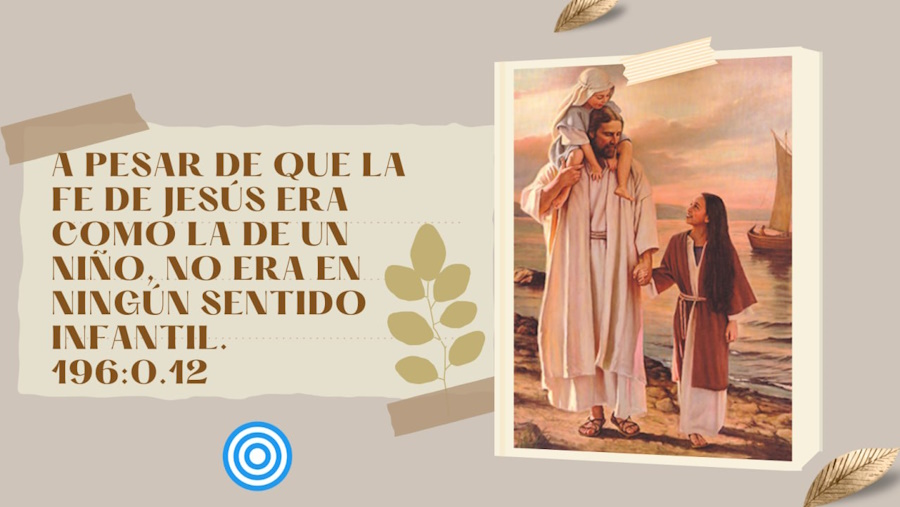 A PESAR DE QUE LA
FE DE JESÚS ERA
COMO LA DE UN
NIÑO, NO ERA EN
NINGÚN SENTIDO
INFANTIL.
196:0.12